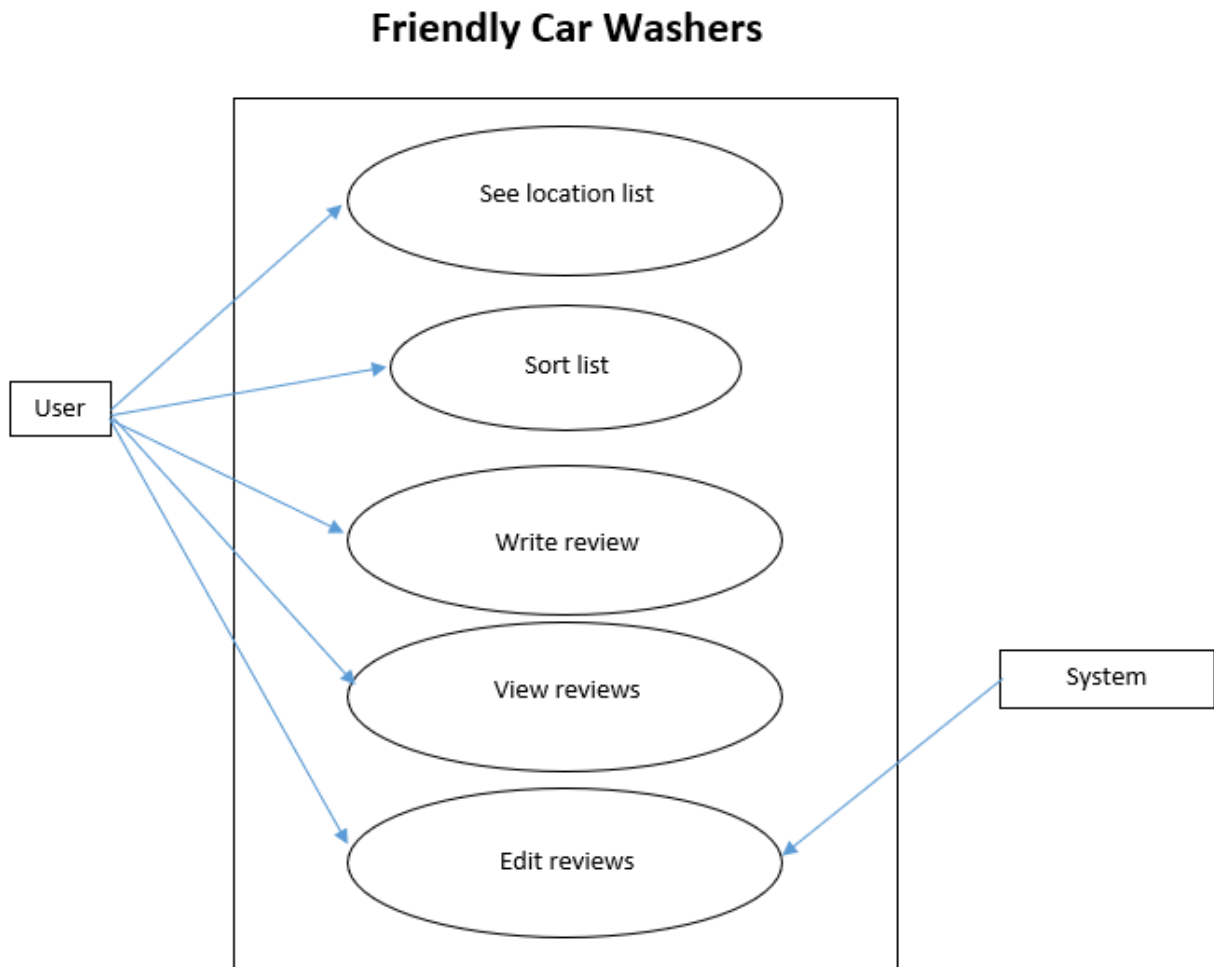 Friendly Car Washers
See location list
Sort list
User
Write review
View reviews
System
Edit reviews